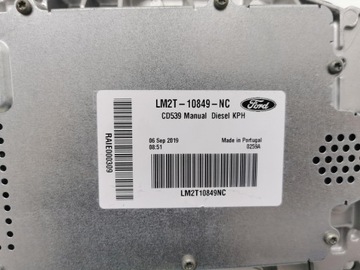 LM2T-10849-NC
Ford
CD539 Manual Diesel KPH
RAIE000309
06 Sep 2019
08:51
Made in Portugal
0259A
LM2T10849NC